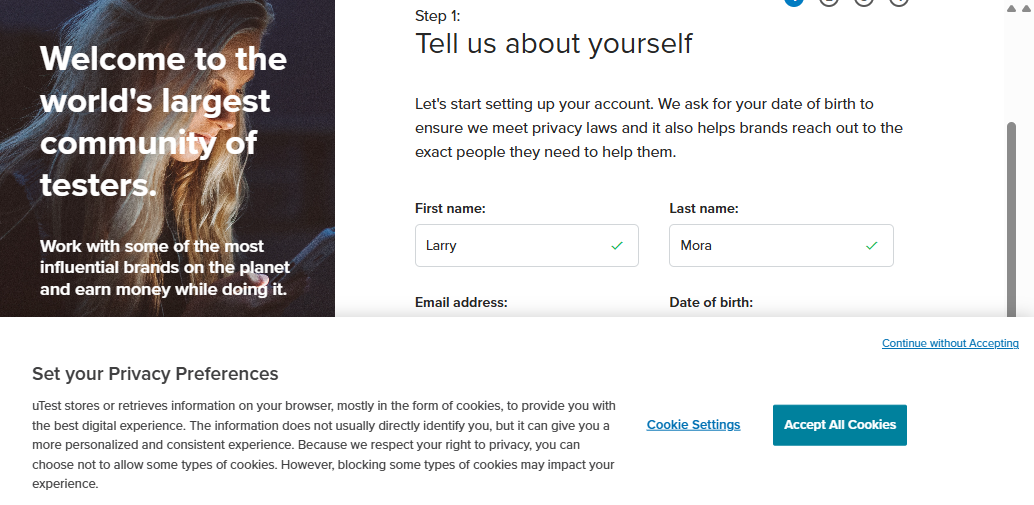 Welcome to the
world's largest
community of
testers.
Work with some of the most
influential brands on the planet
and earn money while doing it.
Step 1:
Tell us about yourself
Let's start setting up your account. We ask for your date of birth to
ensure we meet privacy laws and it also helps brands reach out to the
exact people they need to help them.
First name:
Last name:
Larry
Mora
Email address:
Date of birth:
Continue without Accepting
Set your Privacy Preferences
uTest stores or retrieves information on your browser, mostly in the form of cookies, to provide you with
the best digital experience. The information does not usually directly identify you, but it can give you a
more personalized and consistent experience. Because we respect your right to privacy, you can
choose not to allow some types of cookies. However, blocking some types of cookies may impact your
experience.
Cookie Settings
Accept All Cookies